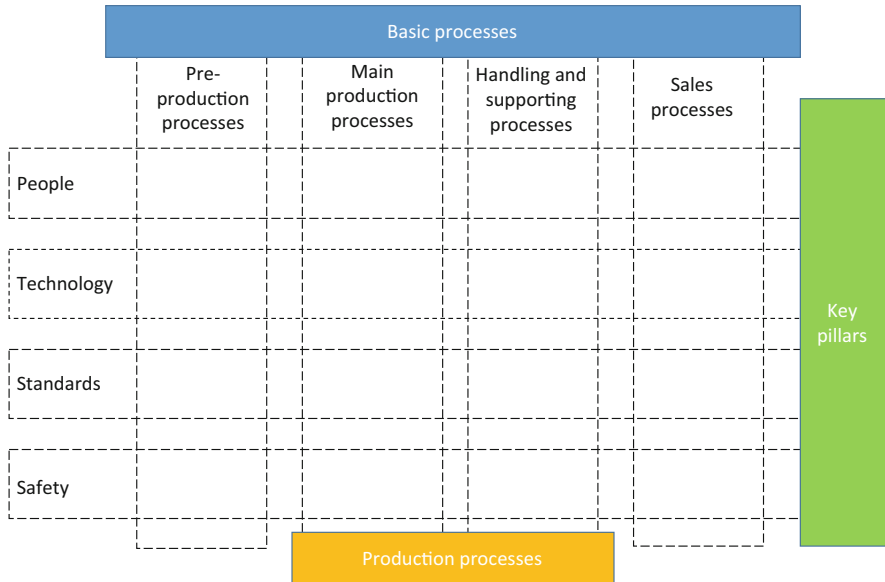 Basic processes
Pre-
production
processes
Main
production
processes
Handling and
supporting
processes
Sales
processes
People
Technology
Standards
Safety
Key
pillars
Production processes